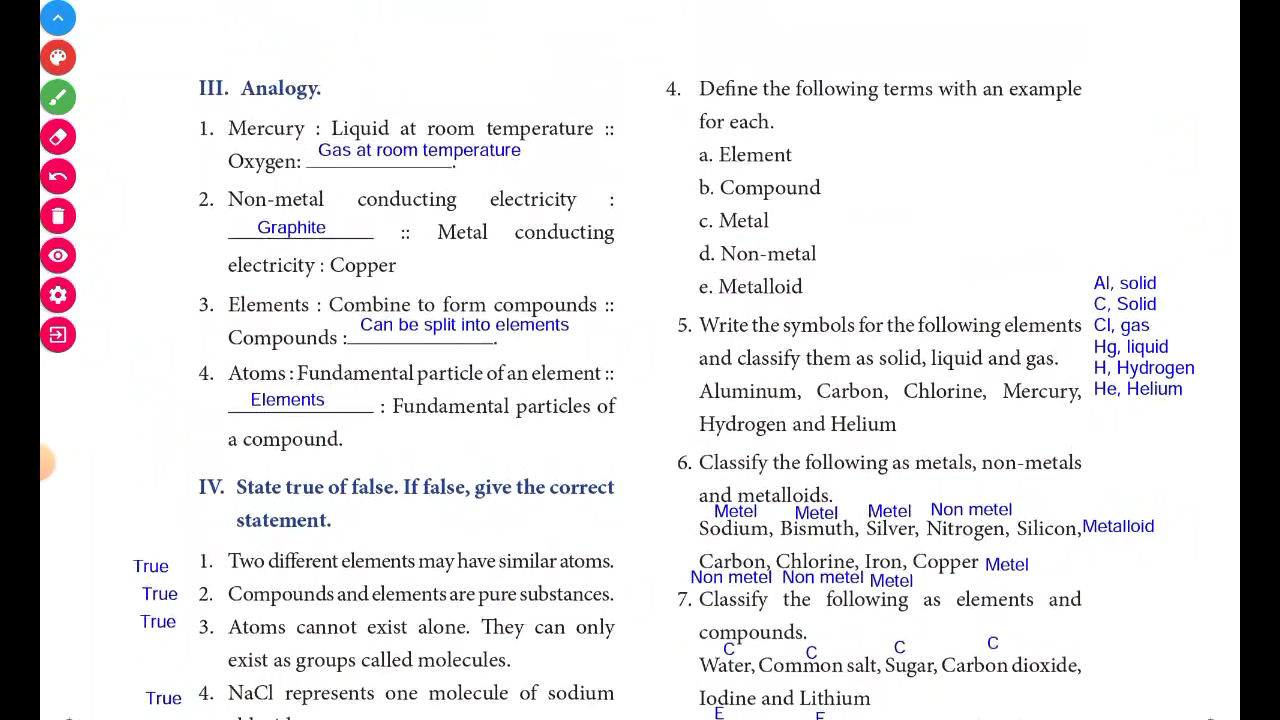 III. Analogy.
1. Mercury : Liquid at room temperature ::
Gas at room temperature
Oxygen: ____________.
2. Non-metal conducting electricity :
Graphite
____________ :: Metal conducting
electricity : Copper
3. Elements : Combine to form compounds ::
Can be split into elements
Compounds :____________.
4. Atoms : Fundamental particle of an element ::
Elements
____________ : Fundamental particles of
a compound.
IV. State true of false. If false, give the correct
statement.
True 1. Two different elements may have similar atoms.
True 2. Compounds and elements are pure substances.
True
3. Atoms cannot exist alone. They can only
exist as groups called molecules.
True 4. NaCl represents one molecule of sodium
4. Define the following terms with an example
for each.
a. Element
b. Compound
c. Metal
d. Non-metal
e. Metalloid
5. Write the symbols for the following elements
and classify them as solid, liquid and gas.
Aluminum, Carbon, Chlorine, Mercury,
Hydrogen and Helium
Al, solid
C, Solid
Cl, gas
Hg, liquid
H, Hydrogen
He, Helium
6. Classify the following as metals, non-metals
and metalloids.
Metel Metel Metel Non metel
Sodium, Bismuth, Silver, Nitrogen, Silicon, Metalloid
Carbon, Chlorine, Iron, Copper Metel
Non metel Non metel Metel
7. Classify the following as elements and
compounds.
C C C C
Water, Common salt, Sugar, Carbon dioxide,
Iodine and Lithium
E E